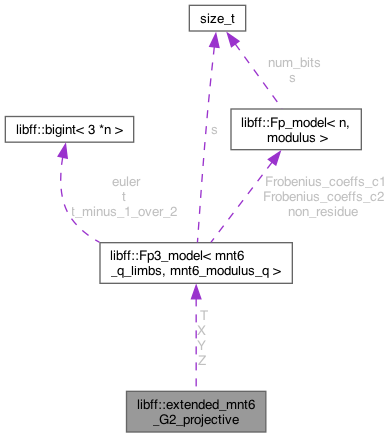 size_t
num_bits
s
s
libff::bigint< 3 *n >
libff::Fp_model< n,
modulus >
euler
t
t_minus_1_over_2
Frobenius_coeffs_c1
Frobenius_coeffs_c2
non_residue
libff::Fp3_model< mnt6
_q_limbs, mnt6_modulus_q >
T
X
Y
Z
libff::extended_mnt6
_G2_projective